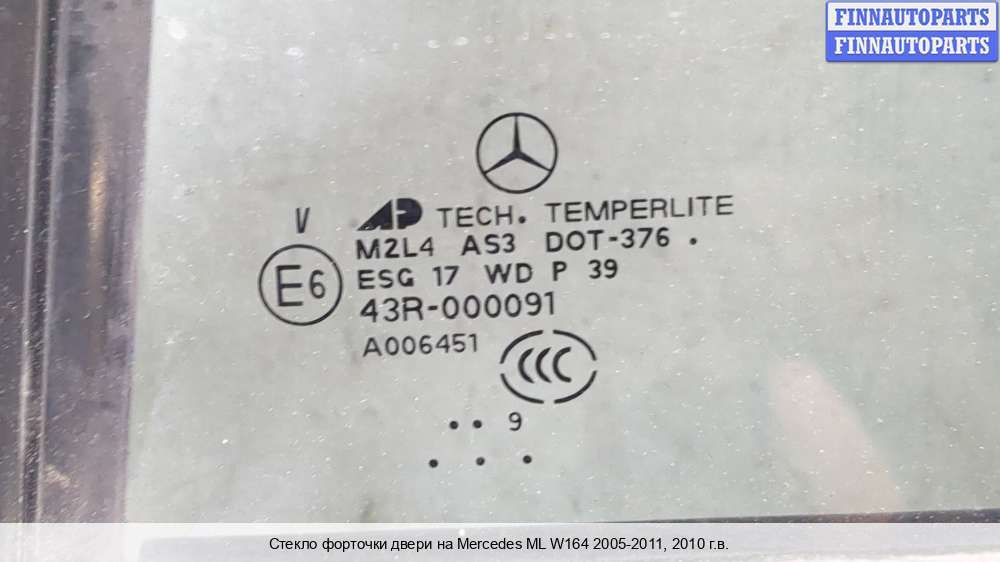 FINNAUTOPARTS
FINNAUTOPARTS
V AP TECH. TEMPERLITE
M2L4 AS3 DOT-376 .
E6 ESG 17 WD P 39
43R-000091
A006451
CCC
. . 9
. . .
Стекло форточки двери на Mercedes ML W164 2005-2011, 2010 г.в.